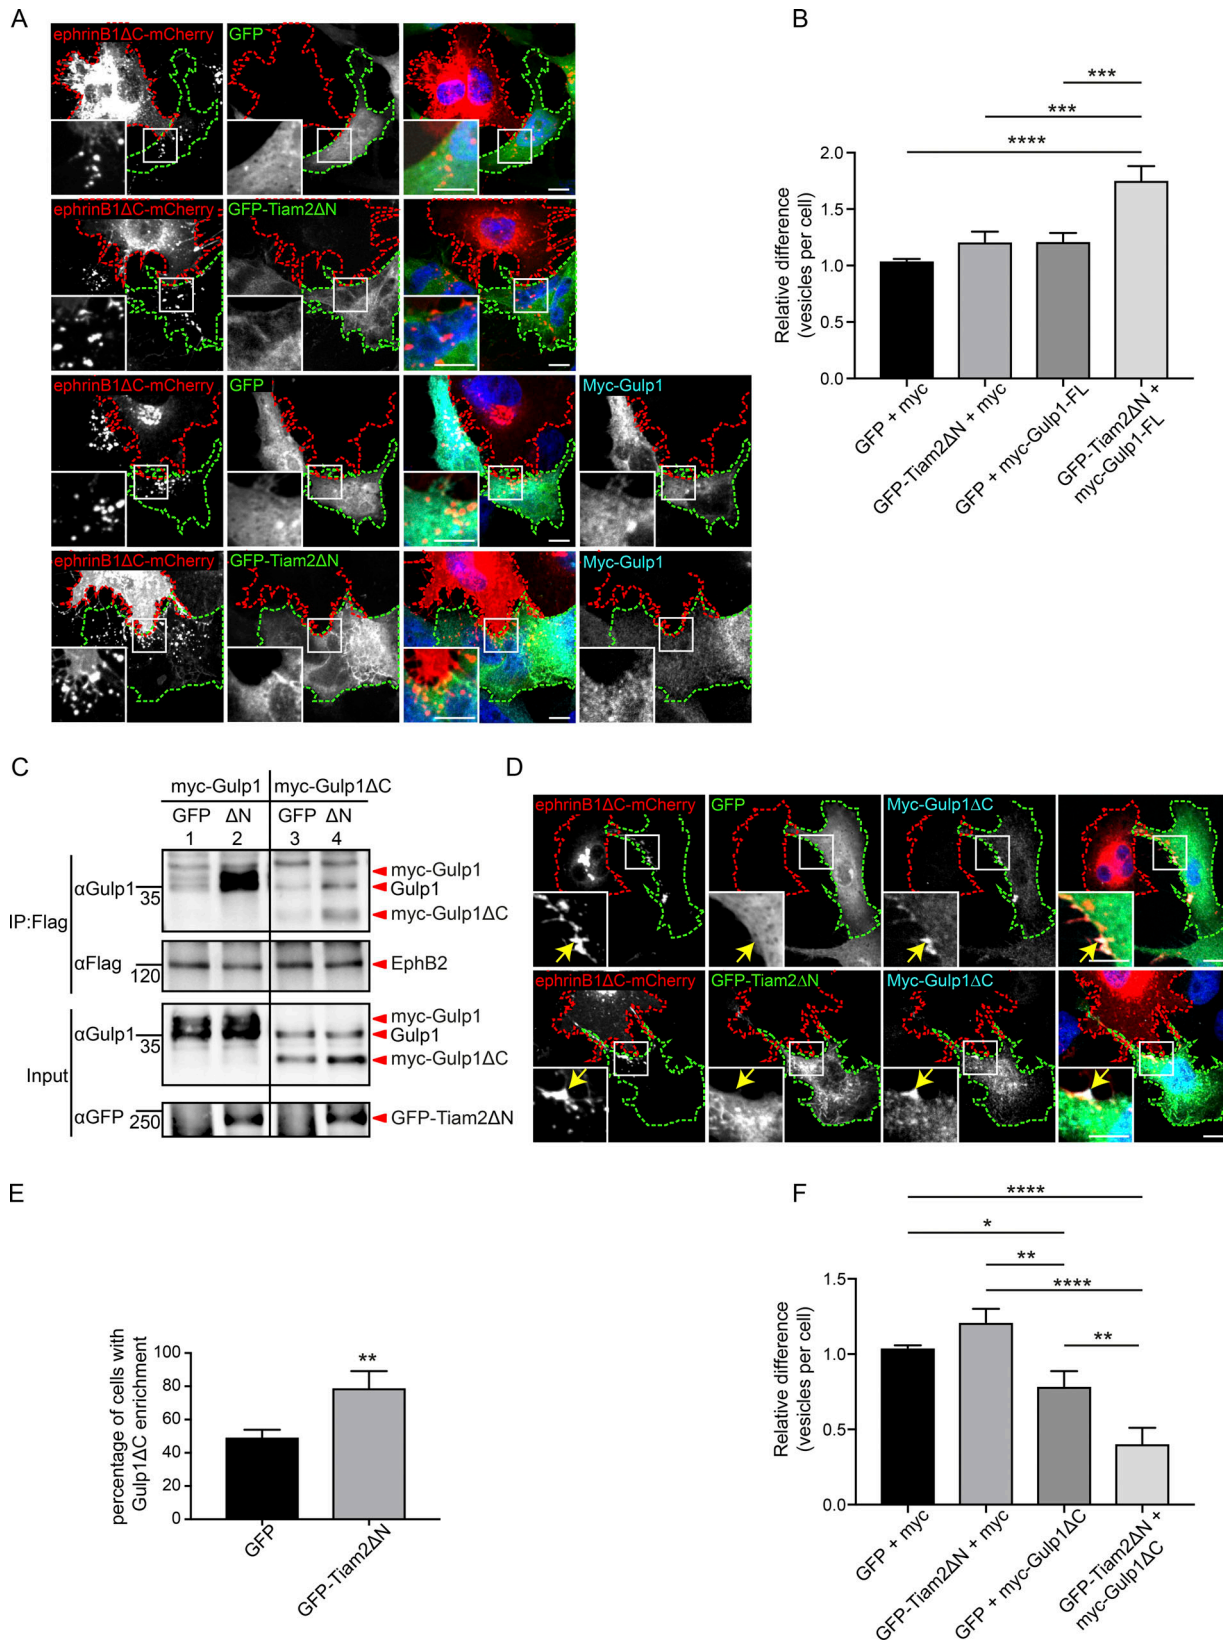 A
ephrinB1ΔC-mCherry
GFP
ephrinB1ΔC-mCherry
GFP-Tiam2ΔN
ephrinB1ΔC-mCherry
GFP
Myc-Gulp1
ephrinB1ΔC-mCherry
GFP-Tiam2ΔN
Myc-Gulp1
B
***
***
****
Relative difference
(vesicles per cell)
2.0
1.5
1.0
0.5
0.0
GFP + myc
GFP-Tiam2ΔN + myc
GFP + myc-Gulp1-FL
GFP-Tiam2ΔN +
myc-Gulp1-FL
C
myc-Gulp1 myc-Gulp1ΔC
GFP ΔN GFP ΔN
1 2 3 4
IP:Flag
αGulp1
35
myc-Gulp1
Gulp1
myc-Gulp1ΔC
αFlag
120
EphB2
Input
αGulp1
35
myc-Gulp1
Gulp1
myc-Gulp1ΔC
αGFP
250
GFP-Tiam2ΔN
D
ephrinB1ΔC-mCherry
GFP
Myc-Gulp1ΔC
ephrinB1ΔC-mCherry
GFP-Tiam2ΔN
Myc-Gulp1ΔC
E
percentage of cells with
Gulp1ΔC enrichment
100
80
60
40
20
0
**
GFP
GFP-Tiam2ΔN
F
****
*
**
****
**
Relative difference
(vesicles per cell)
1.5
1.0
0.5
0.0
GFP + myc
GFP-Tiam2ΔN + myc
GFP + myc-Gulp1ΔC
GFP-Tiam2ΔN +
myc-Gulp1ΔC